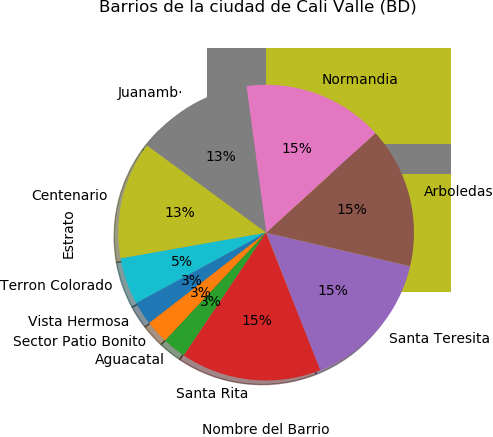 Barrios de la ciudad de Cali Valle (BD)
Normandia
15%
Juanamb·
13%
Arboledas
15%
Centenario
13%
Estrato
Terron Colorado
5%
Vista Hermosa
3%
Sector Patio Bonito
3%
Aguacatal
3%
Santa Rita
15%
Santa Teresita
15%
Nombre del Barrio